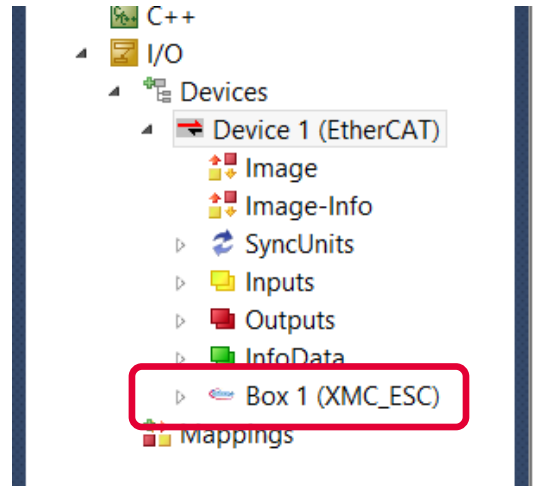 C++
I/O
Devices
Device 1 (EtherCAT)
Image
Image-Info
SyncUnits
Inputs
Outputs
InfoData
Box 1 (XMC_ESC)
Mappings